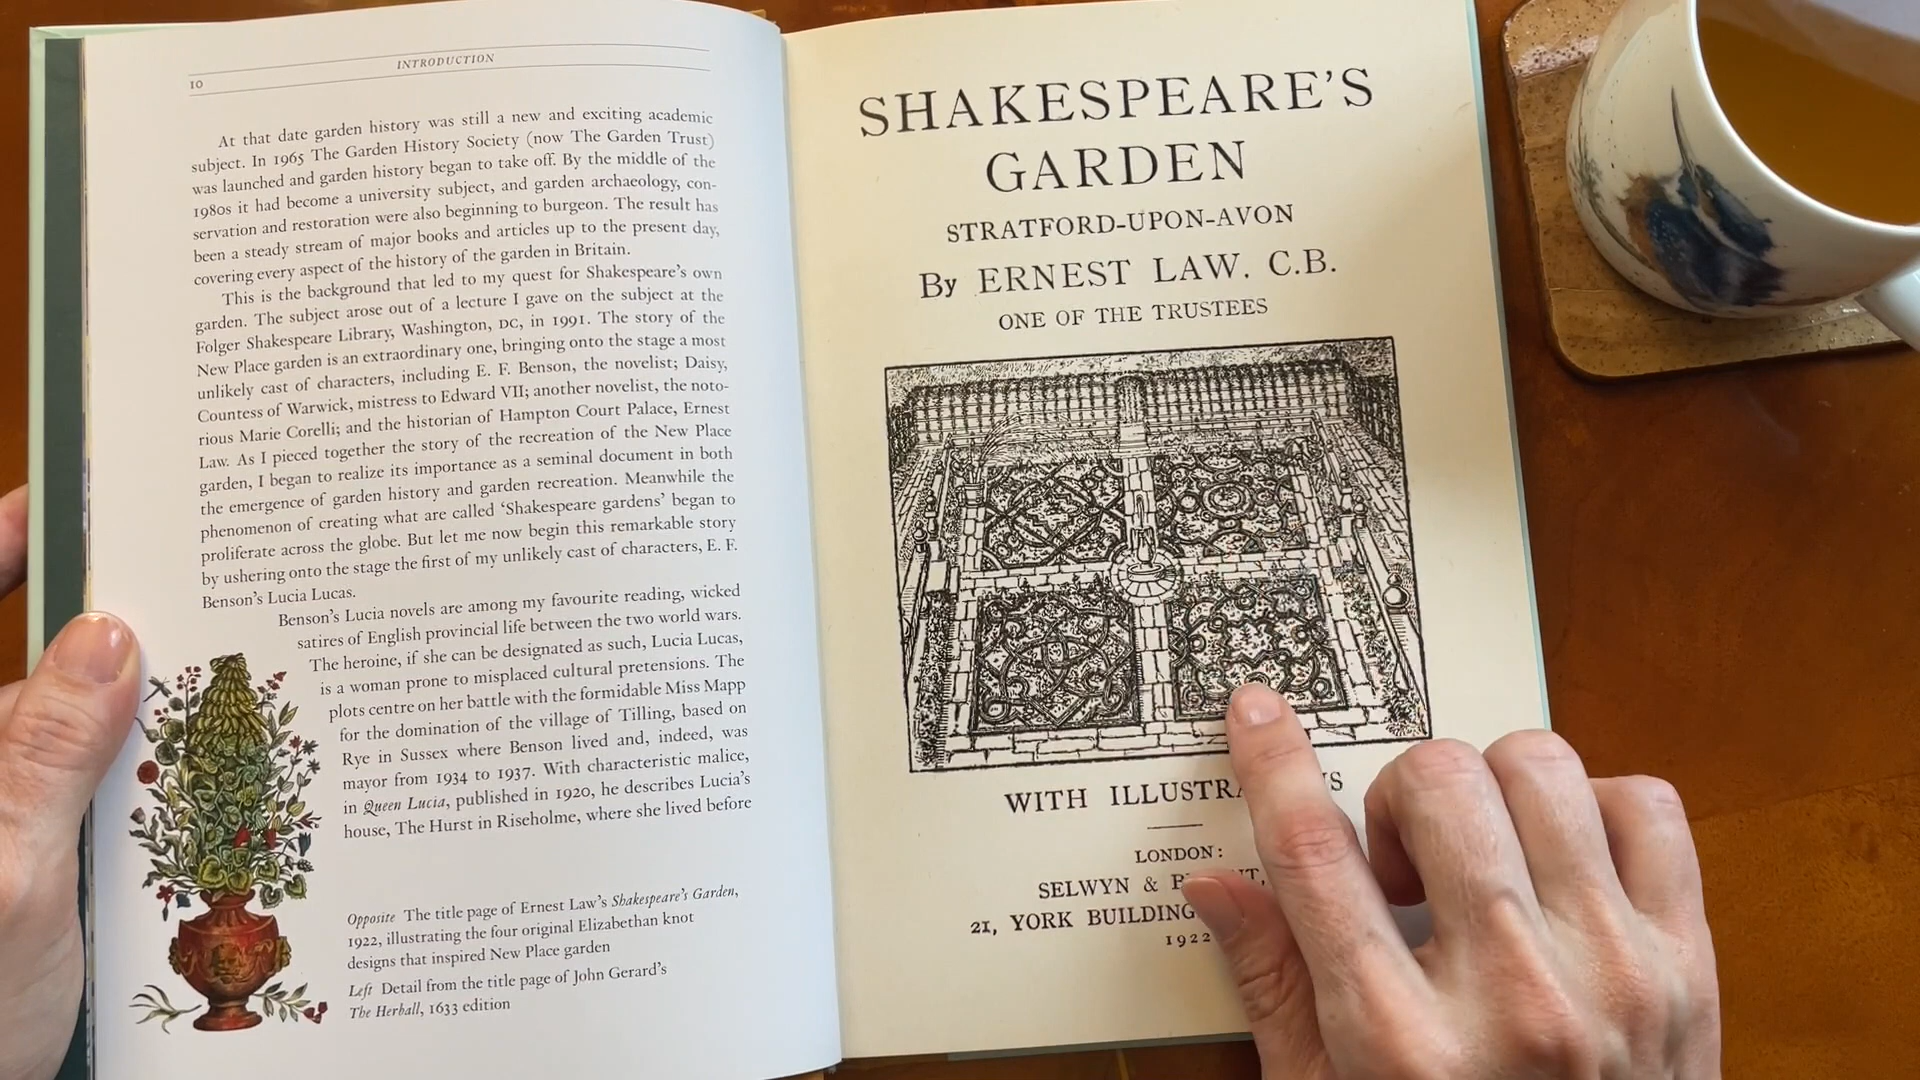 10
INTRODUCTION
At that date garden history was still a new and exciting academic
subject. In 1965 The Garden History Society (now The Garden Trust)
was launched and garden history began to take off. By the middle of the
1980s it had become a university subject, and garden archaeology, con-
servation and restoration were also beginning to burgeon. The result has
been a steady stream of major books and articles up to the present day,
covering every aspect of the history of the garden in Britain.
This is the background that led to my quest for Shakespeare's own
garden. The subject arose out of a lecture I gave on the subject at the
Folger Shakespeare Library, Washington, DC, in 1991. The story of the
New Place garden is an extraordinary one, bringing onto the stage a most
unlikely cast of characters, including E. F. Benson, the novelist; Daisy,
Countess of Warwick, mistress to Edward VII; another novelist, the noto-
rious Marie Corelli; and the historian of Hampton Court Palace, Ernest
Law. As I pieced together the story of the recreation of the New Place
garden, I began to realize its importance as a seminal document in both
the emergence of garden history and garden recreation. Meanwhile the
phenomenon of creating what are called 'Shakespeare gardens' began to
proliferate across the globe. But let me now begin this remarkable story
by ushering onto the stage the first of my unlikely cast of characters, E. F.
Benson's Lucia Lucas.
Benson's Lucia novels are among my favourite reading, wicked
satires of English provincial life between the two world wars.
The heroine, if she can be designated as such, Lucia Lucas,
is a woman prone to misplaced cultural pretensions. The
plots centre on her battle with the formidable Miss Mapp
for the domination of the village of Tilling, based on
Rye in Sussex where Benson lived and, indeed, was
mayor from 1934 to 1937. With characteristic malice,
in Queen Lucia, published in 1920, he describes Lucia's
house, The Hurst in Riseholme, where she lived before
Opposite The title page of Ernest Law's Shakespeare's Garden,
1922, illustrating the four original Elizabethan knot
designs that inspired New Place garden
Left Detail from the title page of John Gerard's
The Herball, 1633 edition
SHAKESPEARE'S
GARDEN
STRATFORD-UPON-AVON
By ERNEST LAW, C.B.
ONE OF THE TRUSTEES
WITH
LONDON:
SELWYN &
21, YORK
1922